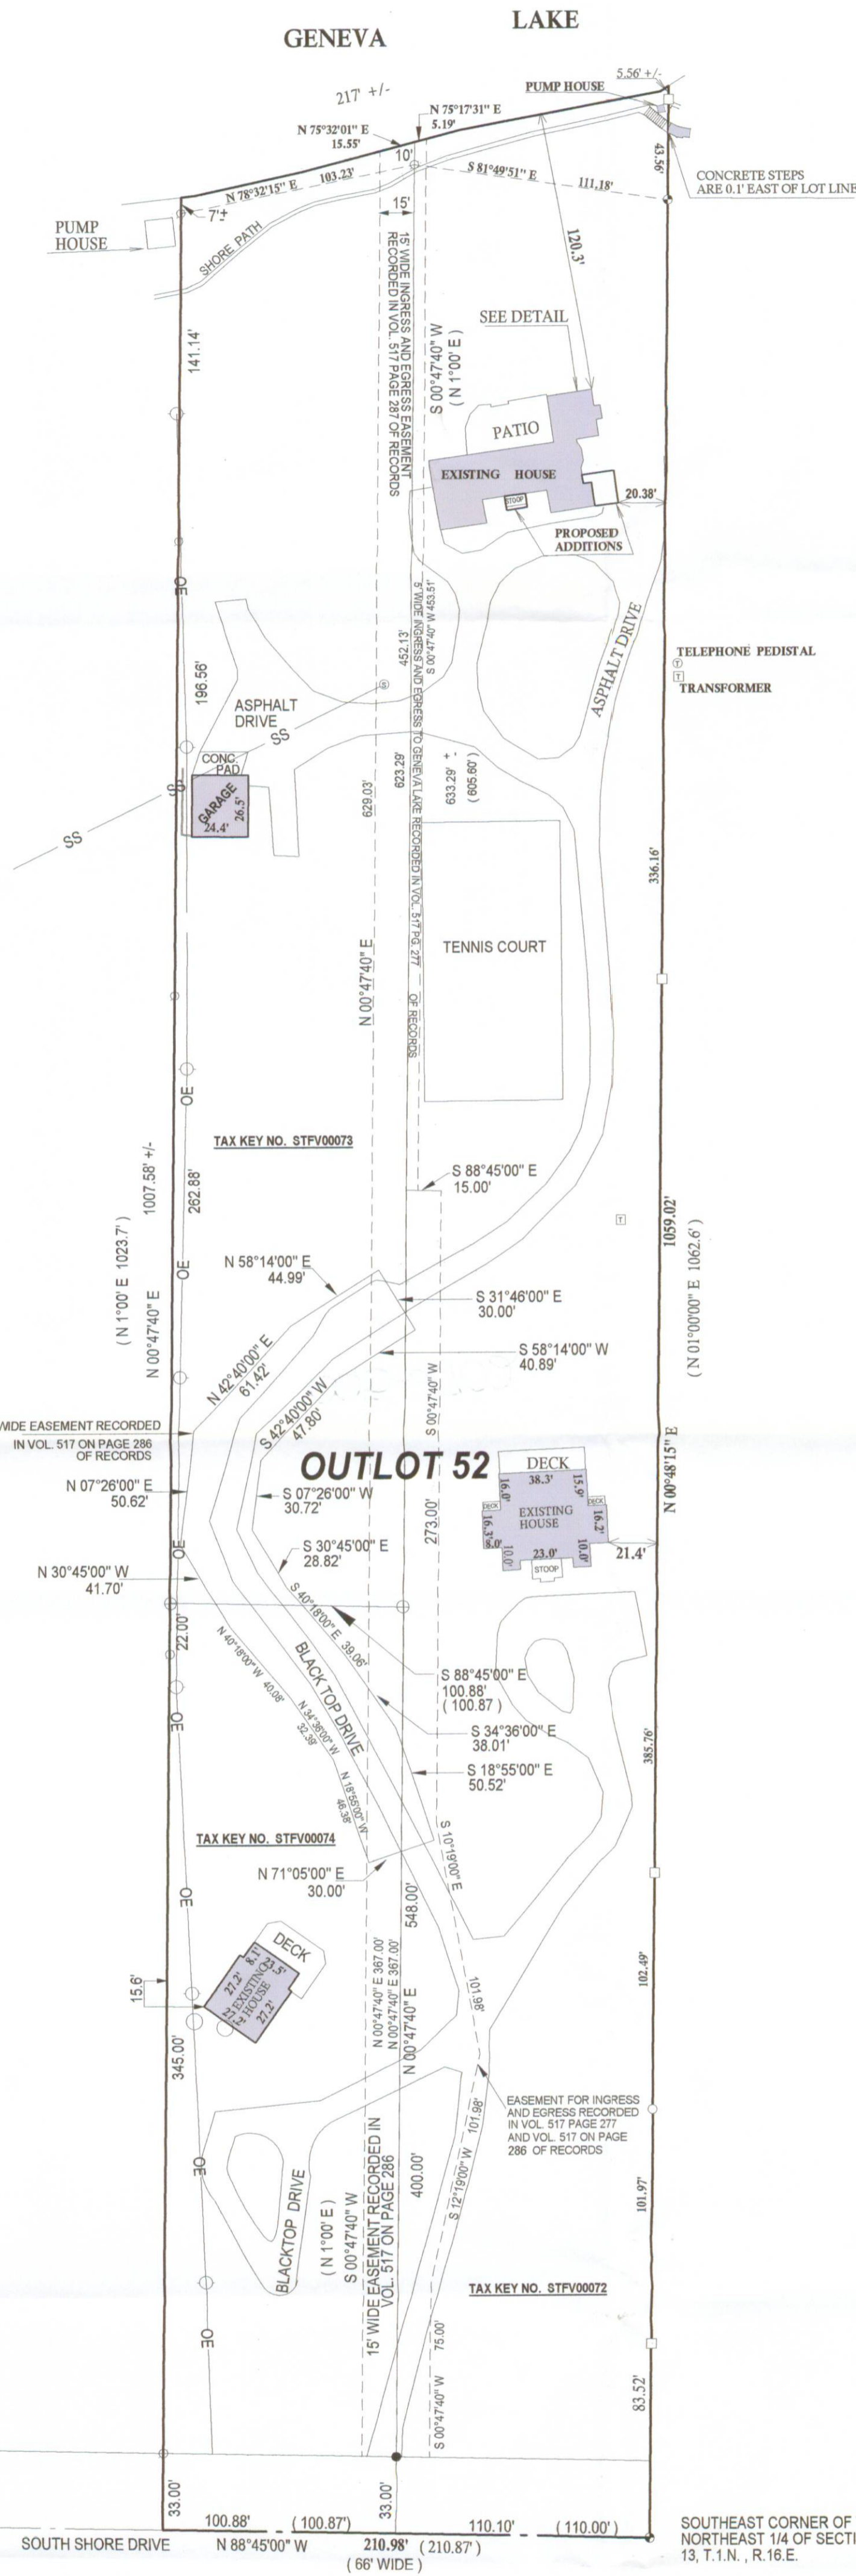 GENEVA LAKE
217' +/-
5.56' +/-
PUMP HOUSE
N 75°17'31" E
5.19'
N 75°32'01" E
15.55'
10'
43.56'
CONCRETE STEPS
ARE 0.1' EAST OF LOT LINE
N 78°32'15" E 103.23'
S 81°49'51" E 111.18'
7'±
15'
PUMP
HOUSE
SHORE PATH
120.3'
141.14'
15' WIDE INGRESS AND EGRESS EASEMENT
RECORDED IN VOL. 517 PAGE 287 OF RECORDS
S 00°47'40" W
( N 1°00' E )
SEE DETAIL
PATIO
EXISTING HOUSE
STOOP
20.38'
PROPOSED
ADDITIONS
OE
196.56'
ASPHALT
DRIVE
S
SS
452.13'
5' WIDE INGRESS AND EGRESS TO GENEVA LAKE RECORDED IN VOL. 517 PG. 277 OF RECORDS
S 00°47'40" W 453.51'
ASPHALT DRIVE
TELEPHONE PEDISTAL
T
T
TRANSFORMER
CONC.
PAD
GARAGE
26.5'
24.4'
SS
629.03'
623.29'
633.29' ±
( 605.60' )
336.16'
TENNIS COURT
N 00°47'40" E
OE
TAX KEY NO. STFV00073
S 88°45'00" E
15.00'
( N 1°00' E 1023.7' )
1007.58' +/-
N 00°47'40" E
262.88'
T
1059.02'
( N 01°00'00" E 1062.6' )
OE
N 58°14'00" E
44.99'
S 31°46'00" E
30.00'
S 58°14'00" W
40.89'
N 42°40'00" E
61.42'
S 42°40'00" W
47.80'
S 00°47'40" W
WIDE EASEMENT RECORDED
IN VOL. 517 ON PAGE 286
OF RECORDS
N 00°48'15" E
OUTLOT 52
N 07°26'00" E
50.62'
S 07°26'00" W
30.72'
273.00'
DECK
38.3'
16.0'
15.9'
DECK
DECK
EXISTING
HOUSE
16.3'
16.2'
8.0'
10.0'
23.0'
10.0'
STOOP
21.4'
OE
S 30°45'00" E
28.82'
N 30°45'00" W
41.70'
22.00'
S 40°18'00" E 39.06'
N 40°18'00" W 40.08'
BLACK TOP DRIVE
S 88°45'00" E
100.88'
( 100.87 )
OE
N 34°36'00" W
32.39'
S 34°36'00" E
38.01'
385.76'
S 18°55'00" E
50.52'
N 18°55'00" W
46.38'
TAX KEY NO. STFV00074
N 71°05'00" E
30.00'
S 10°19'00" E
101.98'
OE
548.00'
DECK
8.1'
23.5'
27.2'
EXISTING
HOUSE
27.2'
15.6'
102.49'
N 00°47'40" E 367.00'
N 00°47'40" E 367.00'
N 00°47'40" E
345.00'
EASEMENT FOR INGRESS
AND EGRESS RECORDED
IN VOL. 517 PAGE 277
AND VOL. 517 ON PAGE
286 OF RECORDS
OE
BLACKTOP DRIVE
( N 1°00' E )
S 00°47'40" W
15' WIDE EASEMENT RECORDED IN
VOL. 517 ON PAGE 286
400.00'
S 12°19'00" W 101.98'
101.97'
TAX KEY NO. STFV00072
OE
S 00°47'40" W 75.00'
83.52'
33.00'
33.00'
100.88' ( 100.87')
110.10' ( 110.00')
SOUTH SHORE DRIVE N 88°45'00" W 210.98' ( 210.87' )
( 66' WIDE )
SOUTHEAST CORNER OF
NORTHEAST 1/4 OF SECTI
13, T.1.N. , R.16.E.